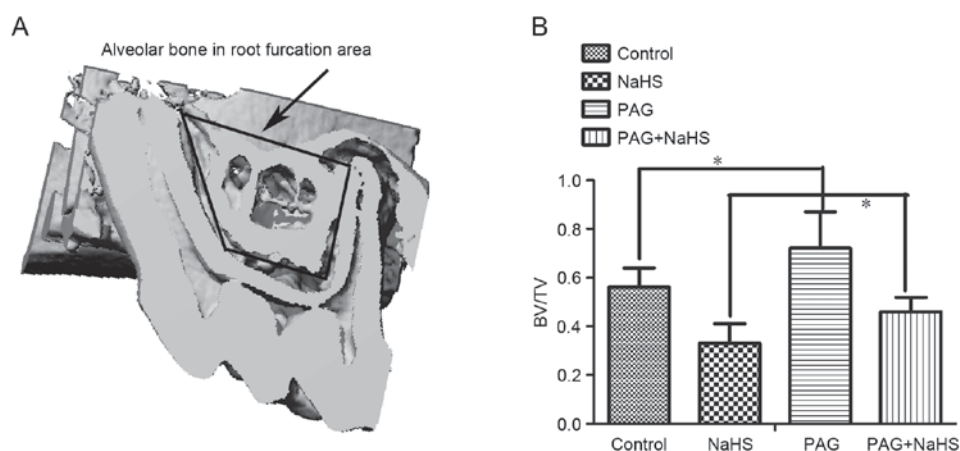 A
Alveolar bone in root furcation area
B
Control
NaHS
PAG
PAG+NaHS
*
*
1.0
0.8
0.6
0.4
0.2
0.0
BV/TV
Control NaHS PAG PAG+NaHS